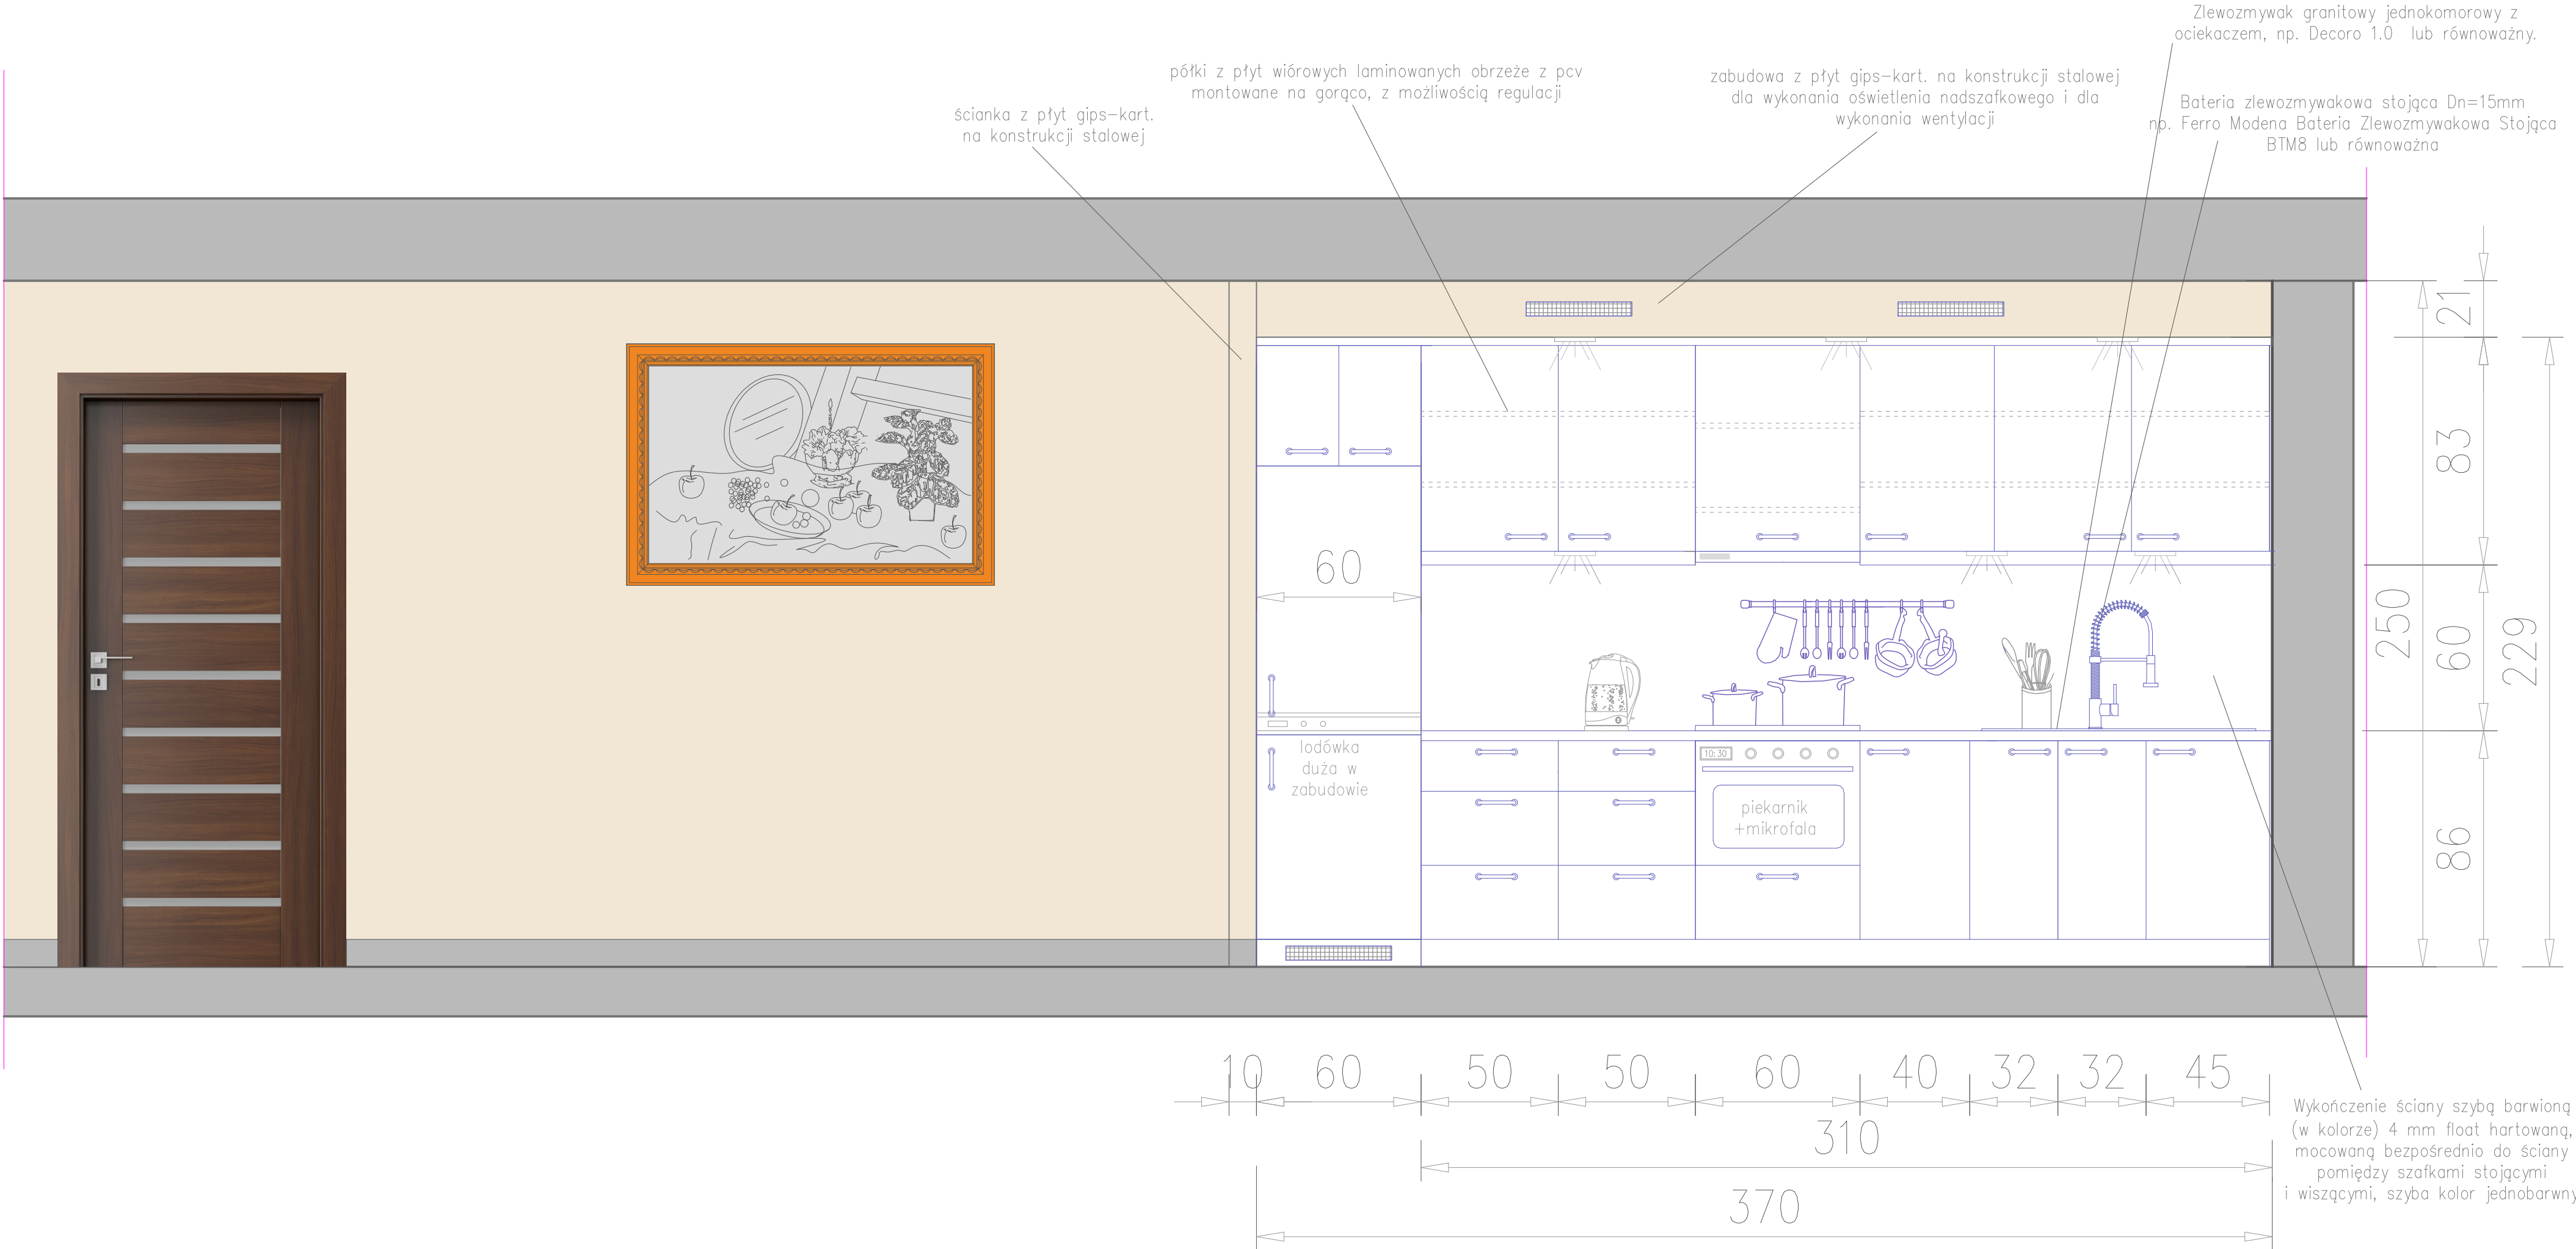 Zlewozmywak granitowy jednokomorowy z
ociekaczem, np. Decoro 1.0 lub równoważny.
półki z płyt wiórowych laminowanych obrzeże z pcv
montowane na gorąco, z możliwością regulacji
zabudowa z płyt gips-kart. na konstrukcji stalowej
dla wykonania oświetlenia nadszafkowego i dla
wykonania wentylacji
Bateria zlewozmywakowa stojąca Dn=15mm
np. Ferro Modena Bateria Zlewozmywakowa Stojąca
BTM8 lub równoważna
ścianka z płyt gips-kart.
na konstrukcji stalowej
21
83
60
250
60
229
86
lodówka
duża w
zabudowie
10:30
piekarnik
+mikrofala
10
60
50
50
60
40
32
32
45
310
370
Wykończenie ściany szybą barwioną
(w kolorze) 4 mm float hartowaną,
mocowaną bezpośrednio do ściany
pomiędzy szafkami stojącymi
i wiszącymi, szyba kolor jednobarwny